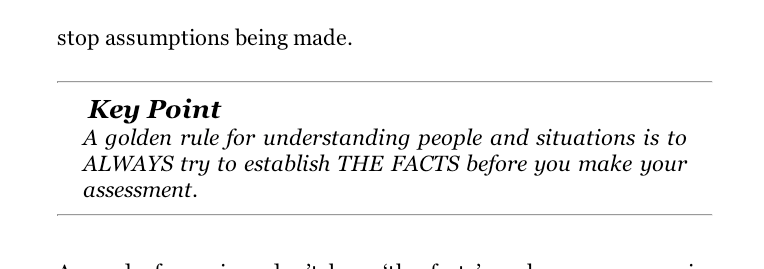 stop assumptions being made.
Key Point
A golden rule for understanding people and situations is to
ALWAYS try to establish THE FACTS before you make your
assessment.